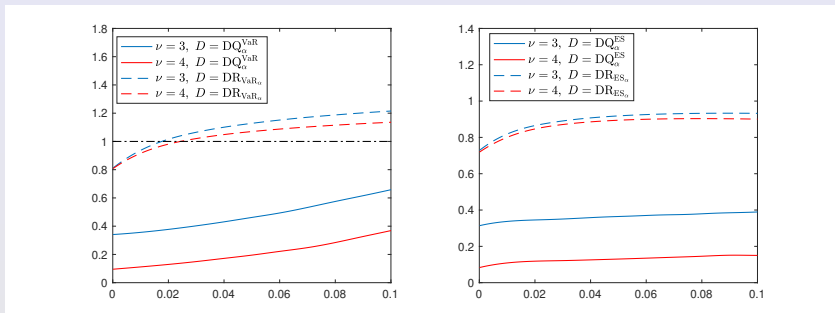 1.8
1.6
1.4
1.2
1
0.8
0.6
0.4
0.2
0
0 0.02 0.04 0.06 0.08 0.1
ν = 3, D = DQ_α^VaR
ν = 4, D = DQ_α^VaR
ν = 3, D = DR_VaR_α
ν = 4, D = DR_VaR_α
1.4
1.2
1
0.8
0.6
0.4
0.2
0
0 0.02 0.04 0.06 0.08 0.1
ν = 3, D = DQ_α^ES
ν = 4, D = DQ_α^ES
ν = 3, D = DR_ES_α
ν = 4, D = DR_ES_α